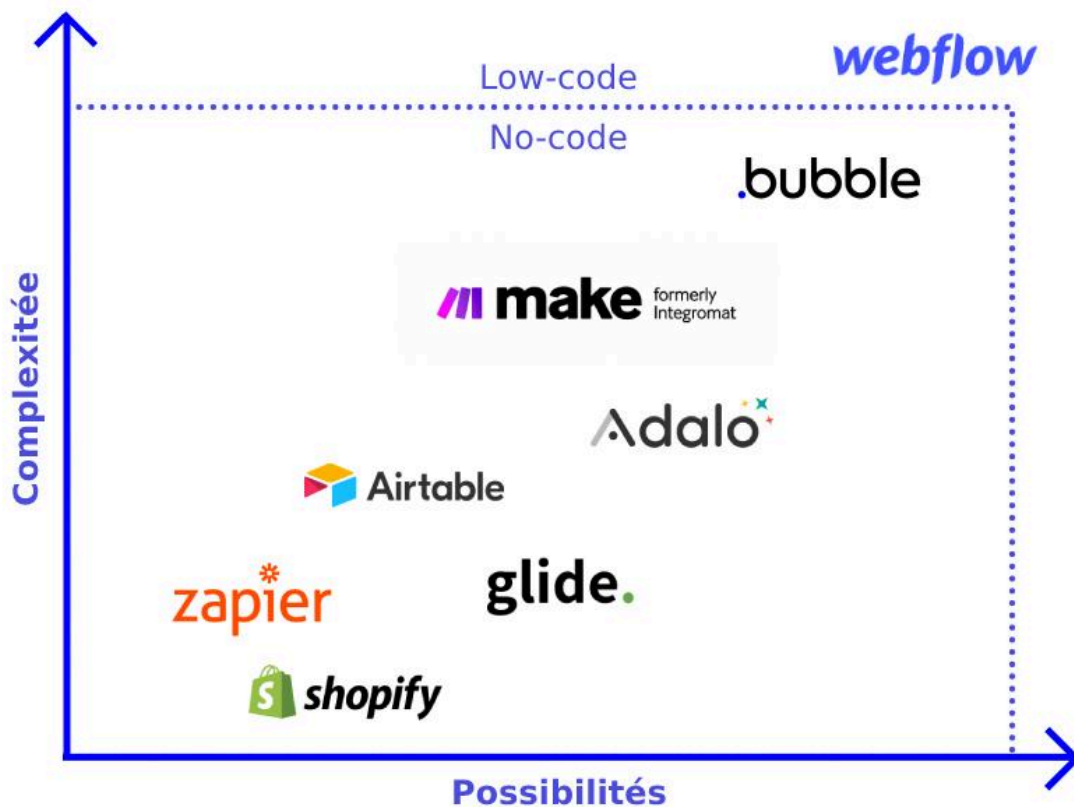 webflow
Low-code
No-code
.bubble
make formerly
Integromat
Complexitée
Adalo
Airtable
zapier
glide.
S shopify
Possibilités